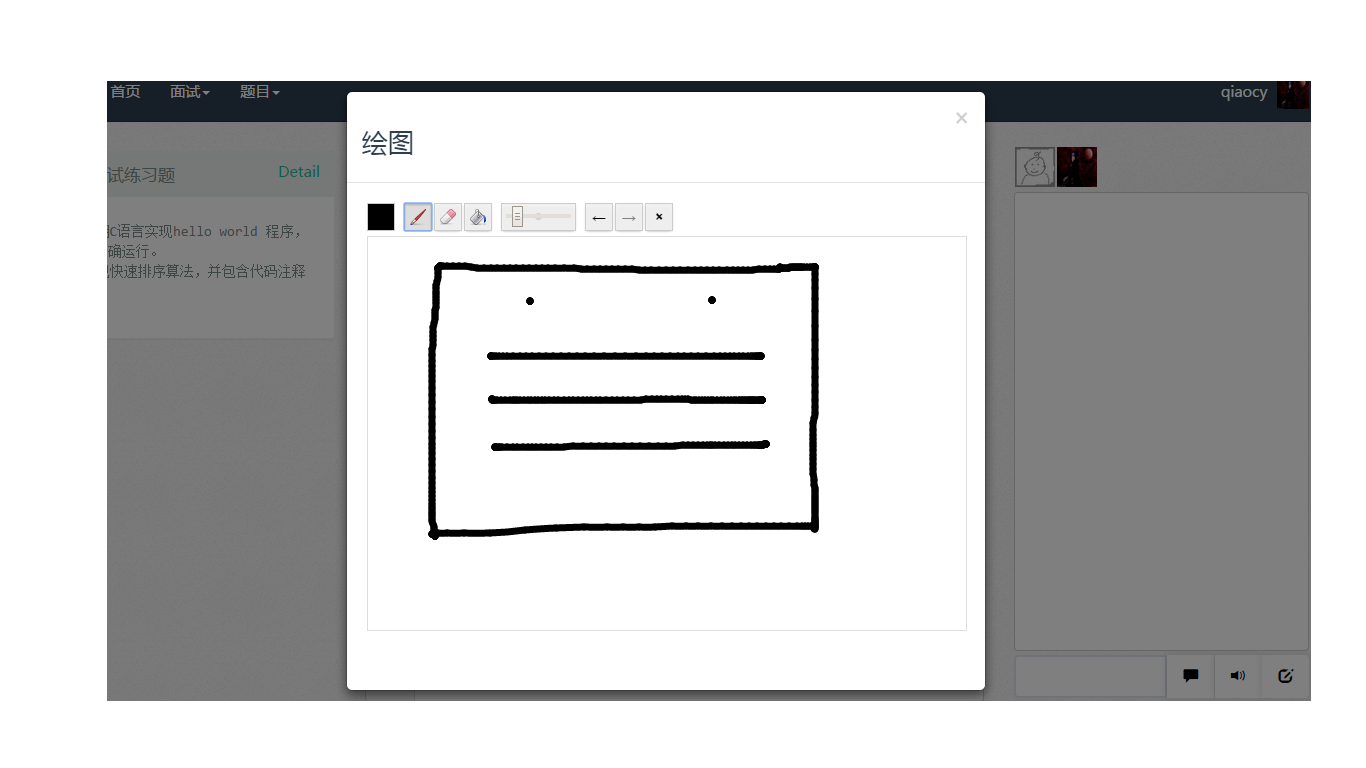 首页 面试 题目 qiaocy
绘图
×
试练习题 Detail
C语言实现hello world 程序，
确运行。
快速排序算法，并包含代码注释
← → ×